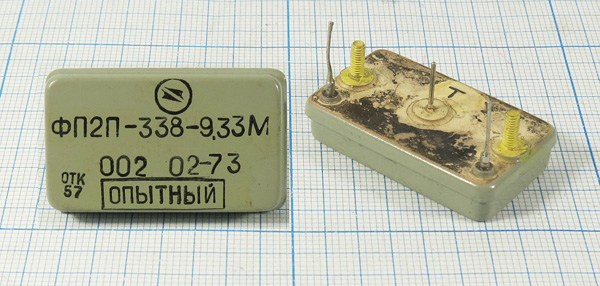 ФП2П-338-9,33М
002 02-73
ОТК
57
ОПЫТНЫЙ
Т